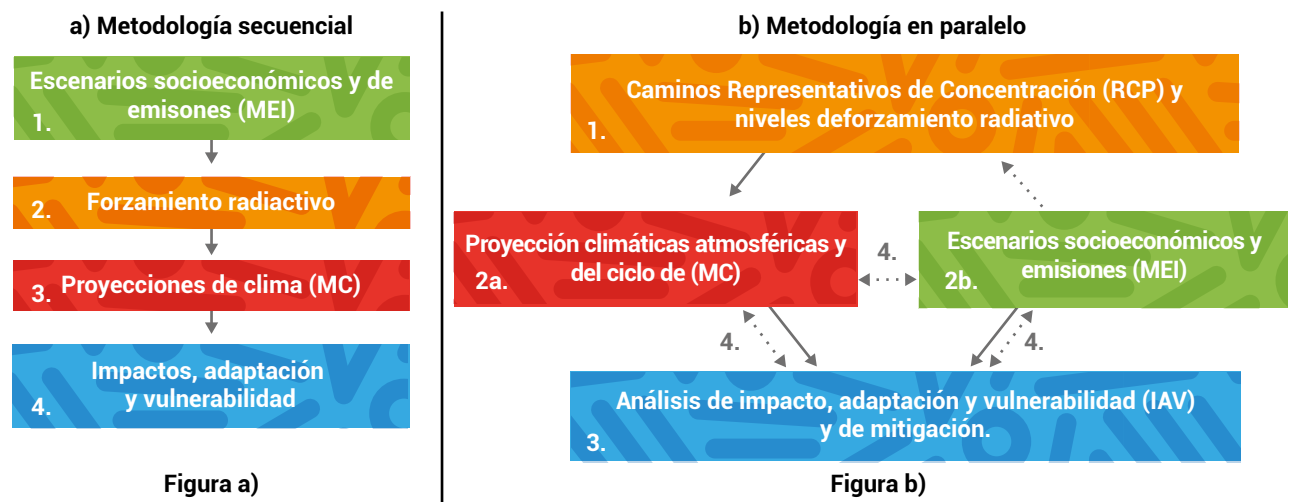 a) Metodología secuencial
Escenarios socioeconómicos y de
emisones (MEI)
1.
Forzamiento radiactivo
2.
Proyecciones de clima (MC)
3.
Impactos, adaptación
y vulnerabilidad
4.
Figura a)
b) Metodología en paralelo
Caminos Representativos de Concentración (RCP) y
niveles deforzamiento radiativo
1.
Proyección climáticas atmosféricas y
del ciclo de (MC)
2a.
4.
Escenarios socioeconómicos y
emisiones (MEI)
2b.
4.
4.
Análisis de impacto, adaptación y vulnerabilidad (IAV)
y de mitigación.
3.
Figura b)